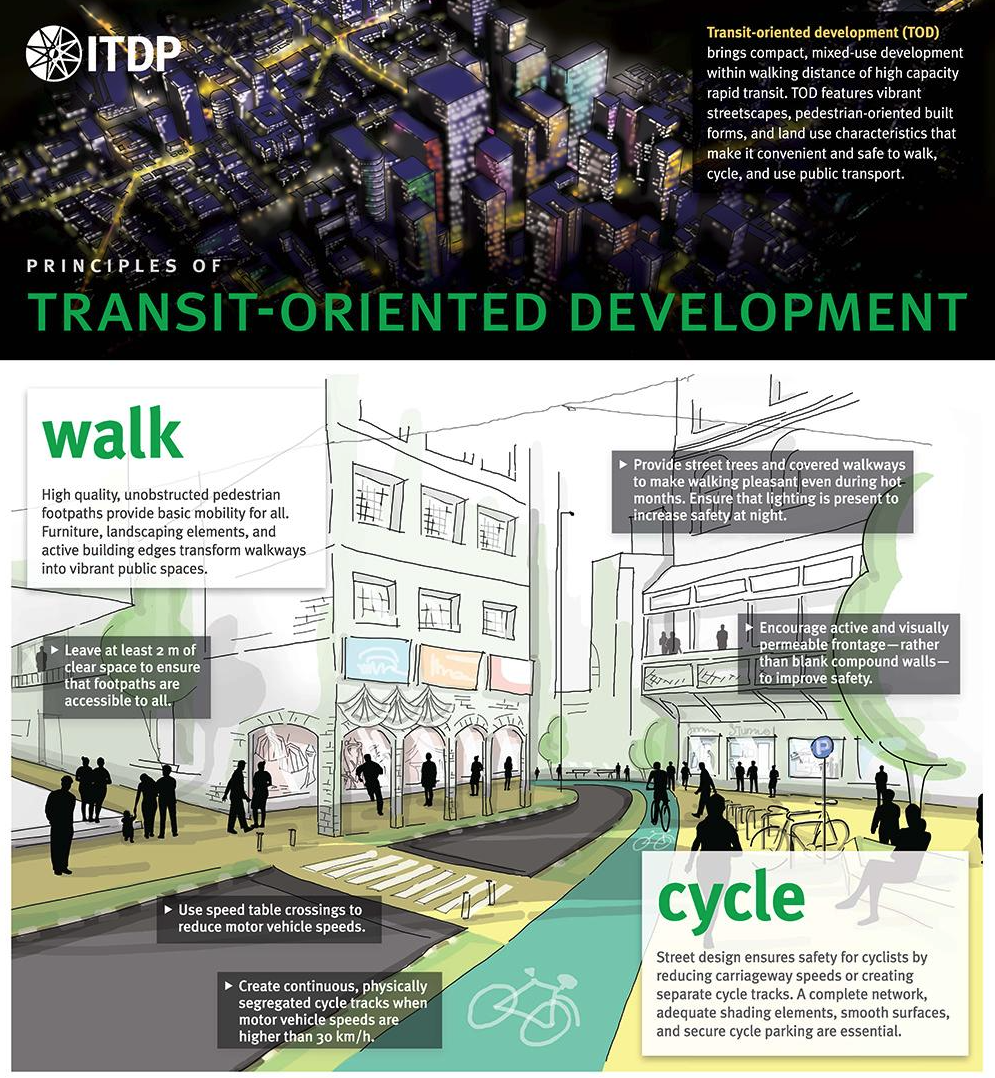 ITDP
Transit-oriented development (TOD)
brings compact, mixed-use development
within walking distance of high capacity
rapid transit. TOD features vibrant
streetscapes, pedestrian-oriented built
forms, and land use characteristics that
make it convenient and safe to walk,
cycle, and use public transport.
PRINCIPLES OF
TRANSIT-ORIENTED DEVELOPMENT
walk
High quality, unobstructed pedestrian
footpaths provide basic mobility for all.
Furniture, landscaping elements, and
active building edges transform walkways
into vibrant public spaces.
▶ Provide street trees and covered walkways
to make walking pleasant even during hot
months. Ensure that lighting is present to
increase safety at night.
▶ Leave at least 2 m of
clear space to ensure
that footpaths are
accessible to all.
▶ Encourage active and visually
permeable frontage—rather
than blank compound walls—
to improve safety.
P
▶ Use speed table crossings to
reduce motor vehicle speeds.
▶ Create continuous, physically
segregated cycle tracks when
motor vehicle speeds are
higher than 30 km/h.
cycle
Street design ensures safety for cyclists by
reducing carriageway speeds or creating
separate cycle tracks. A complete network,
adequate shading elements, smooth surfaces,
and secure cycle parking are essential.